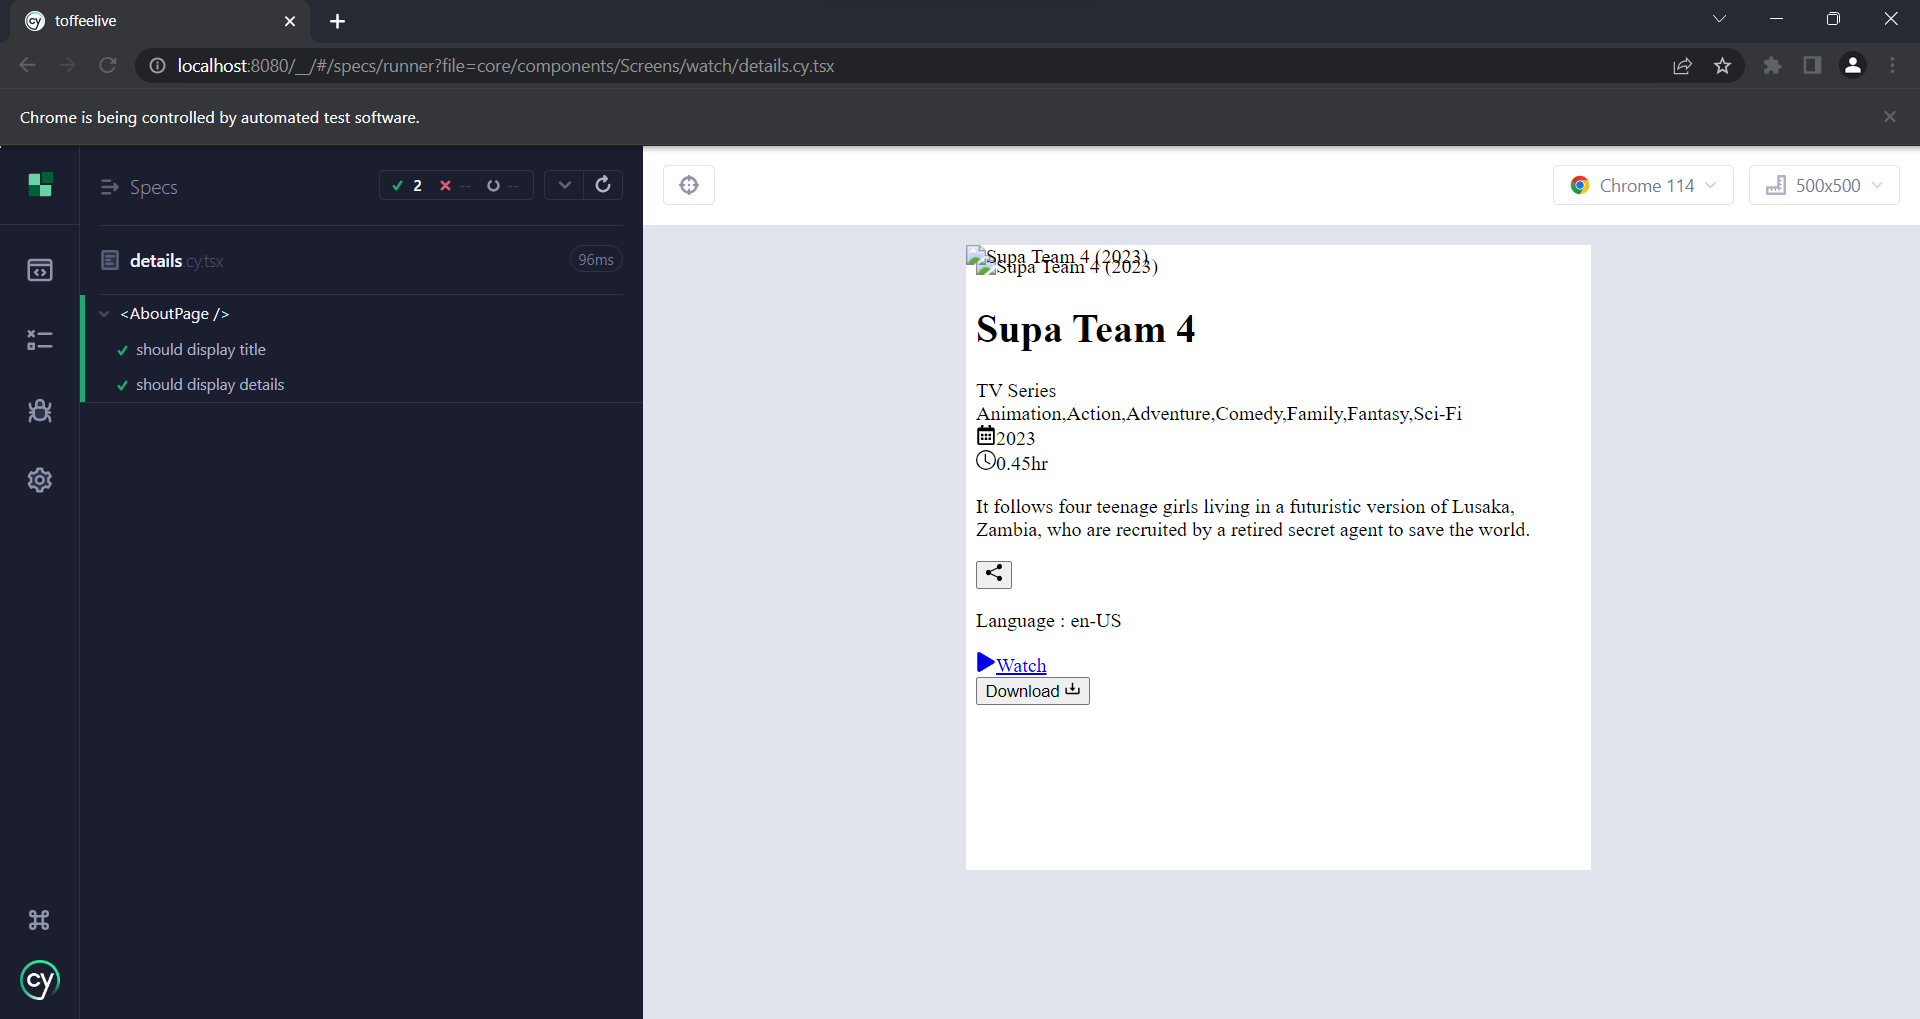 toffeelive
localhost:8080/__/#/specs/runner?file=core/components/Screens/watch/details.cy.tsx
Chrome is being controlled by automated test software.
Specs
2 -- --
Chrome 114
500x500
details.cy.tsx
96ms
<AboutPage />
should display title
should display details
Supa Team 4 (2023)
Supa Team 4 (2023)
Supa Team 4
TV Series
Animation,Action,Adventure,Comedy,Family,Fantasy,Sci-Fi
2023
0.45hr
It follows four teenage girls living in a futuristic version of Lusaka,
Zambia, who are recruited by a retired secret agent to save the world.
Language : en-US
Watch
Download
cy